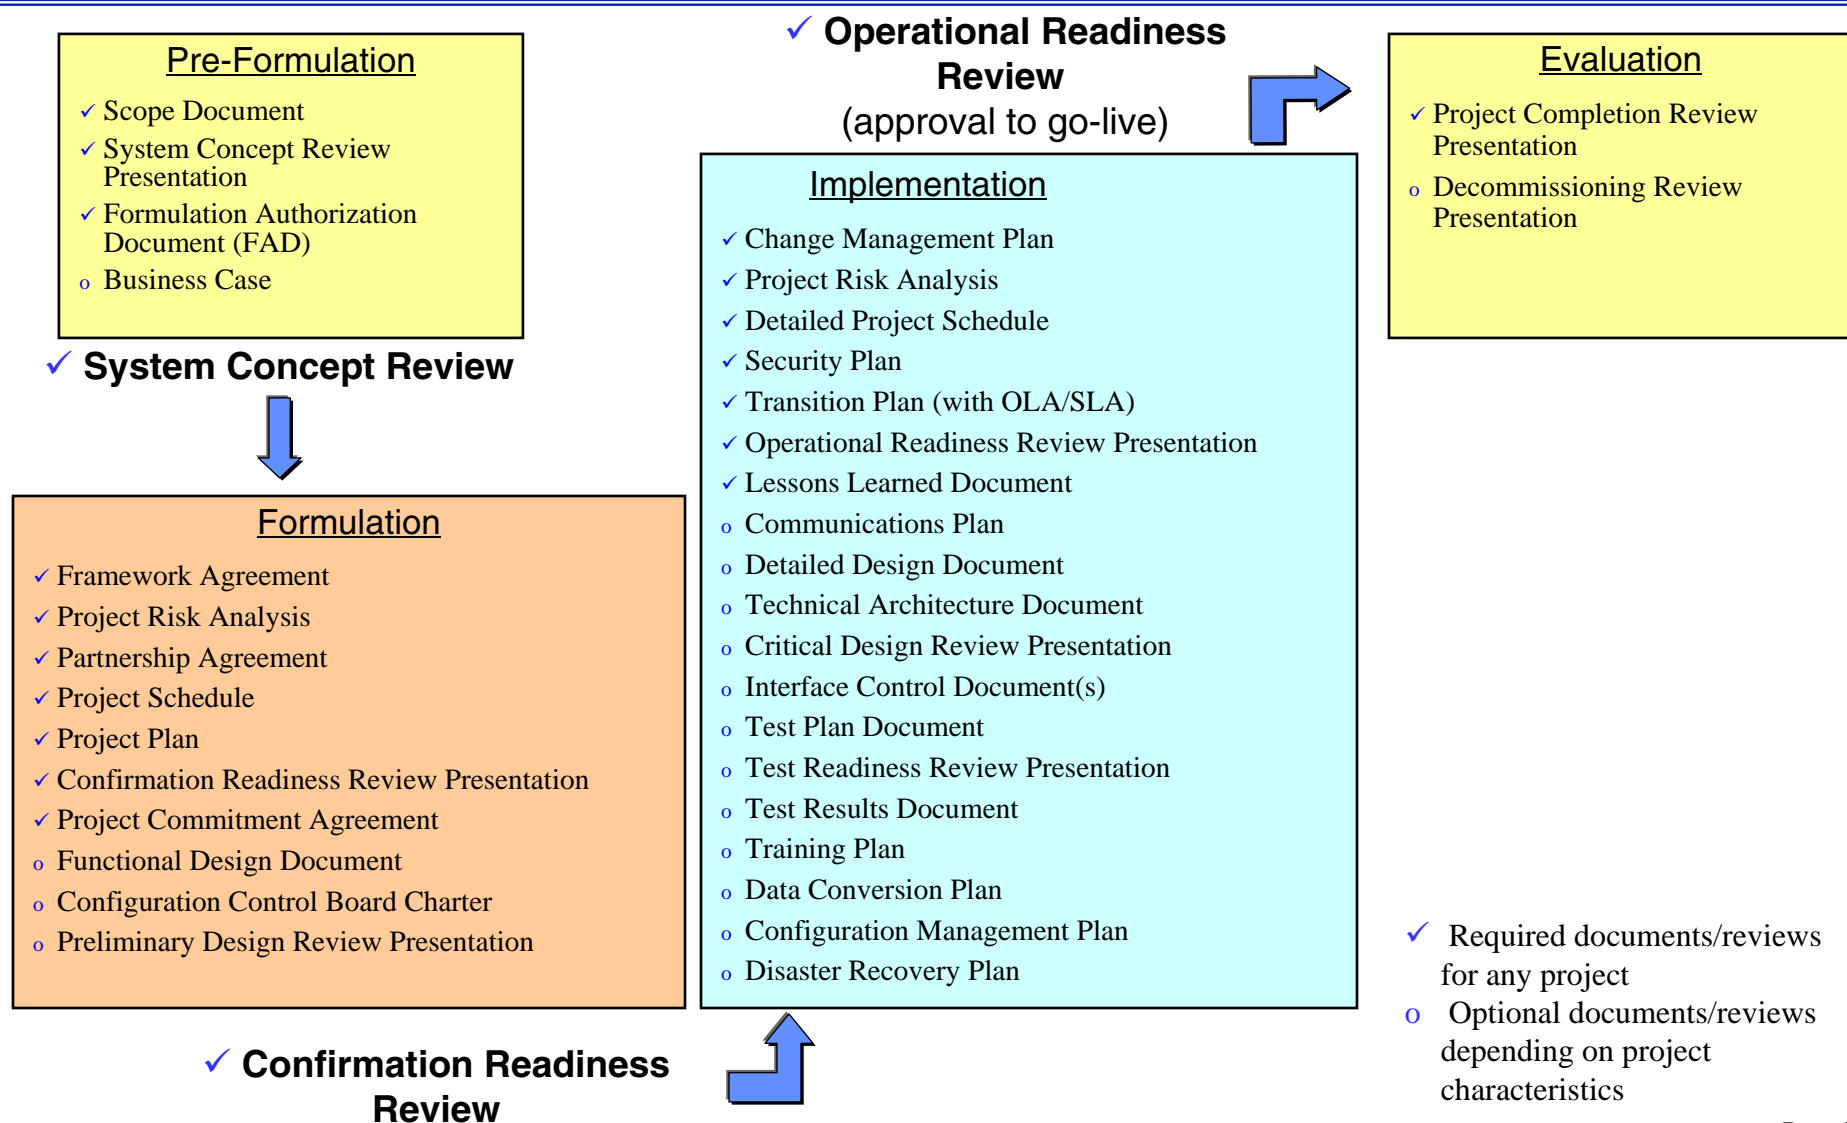 Pre-Formulation
✓ Scope Document
✓ System Concept Review
Presentation
✓ Formulation Authorization
Document (FAD)
o Business Case
✓ System Concept Review
Formulation
✓ Framework Agreement
✓ Project Risk Analysis
✓ Partnership Agreement
✓ Project Schedule
✓ Project Plan
✓ Confirmation Readiness Review Presentation
✓ Project Commitment Agreement
o Functional Design Document
o Configuration Control Board Charter
o Preliminary Design Review Presentation
✓ Confirmation Readiness
Review
✓ Operational Readiness
Review
(approval to go-live)
Implementation
✓ Change Management Plan
✓ Project Risk Analysis
✓ Detailed Project Schedule
✓ Security Plan
✓ Transition Plan (with OLA/SLA)
✓ Operational Readiness Review Presentation
✓ Lessons Learned Document
o Communications Plan
o Detailed Design Document
o Technical Architecture Document
o Critical Design Review Presentation
o Interface Control Document(s)
o Test Plan Document
o Test Readiness Review Presentation
o Test Results Document
o Training Plan
o Data Conversion Plan
o Configuration Management Plan
o Disaster Recovery Plan
Evaluation
✓ Project Completion Review
Presentation
o Decommissioning Review
Presentation
✓ Required documents/reviews
for any project
o Optional documents/reviews
depending on project
characteristics